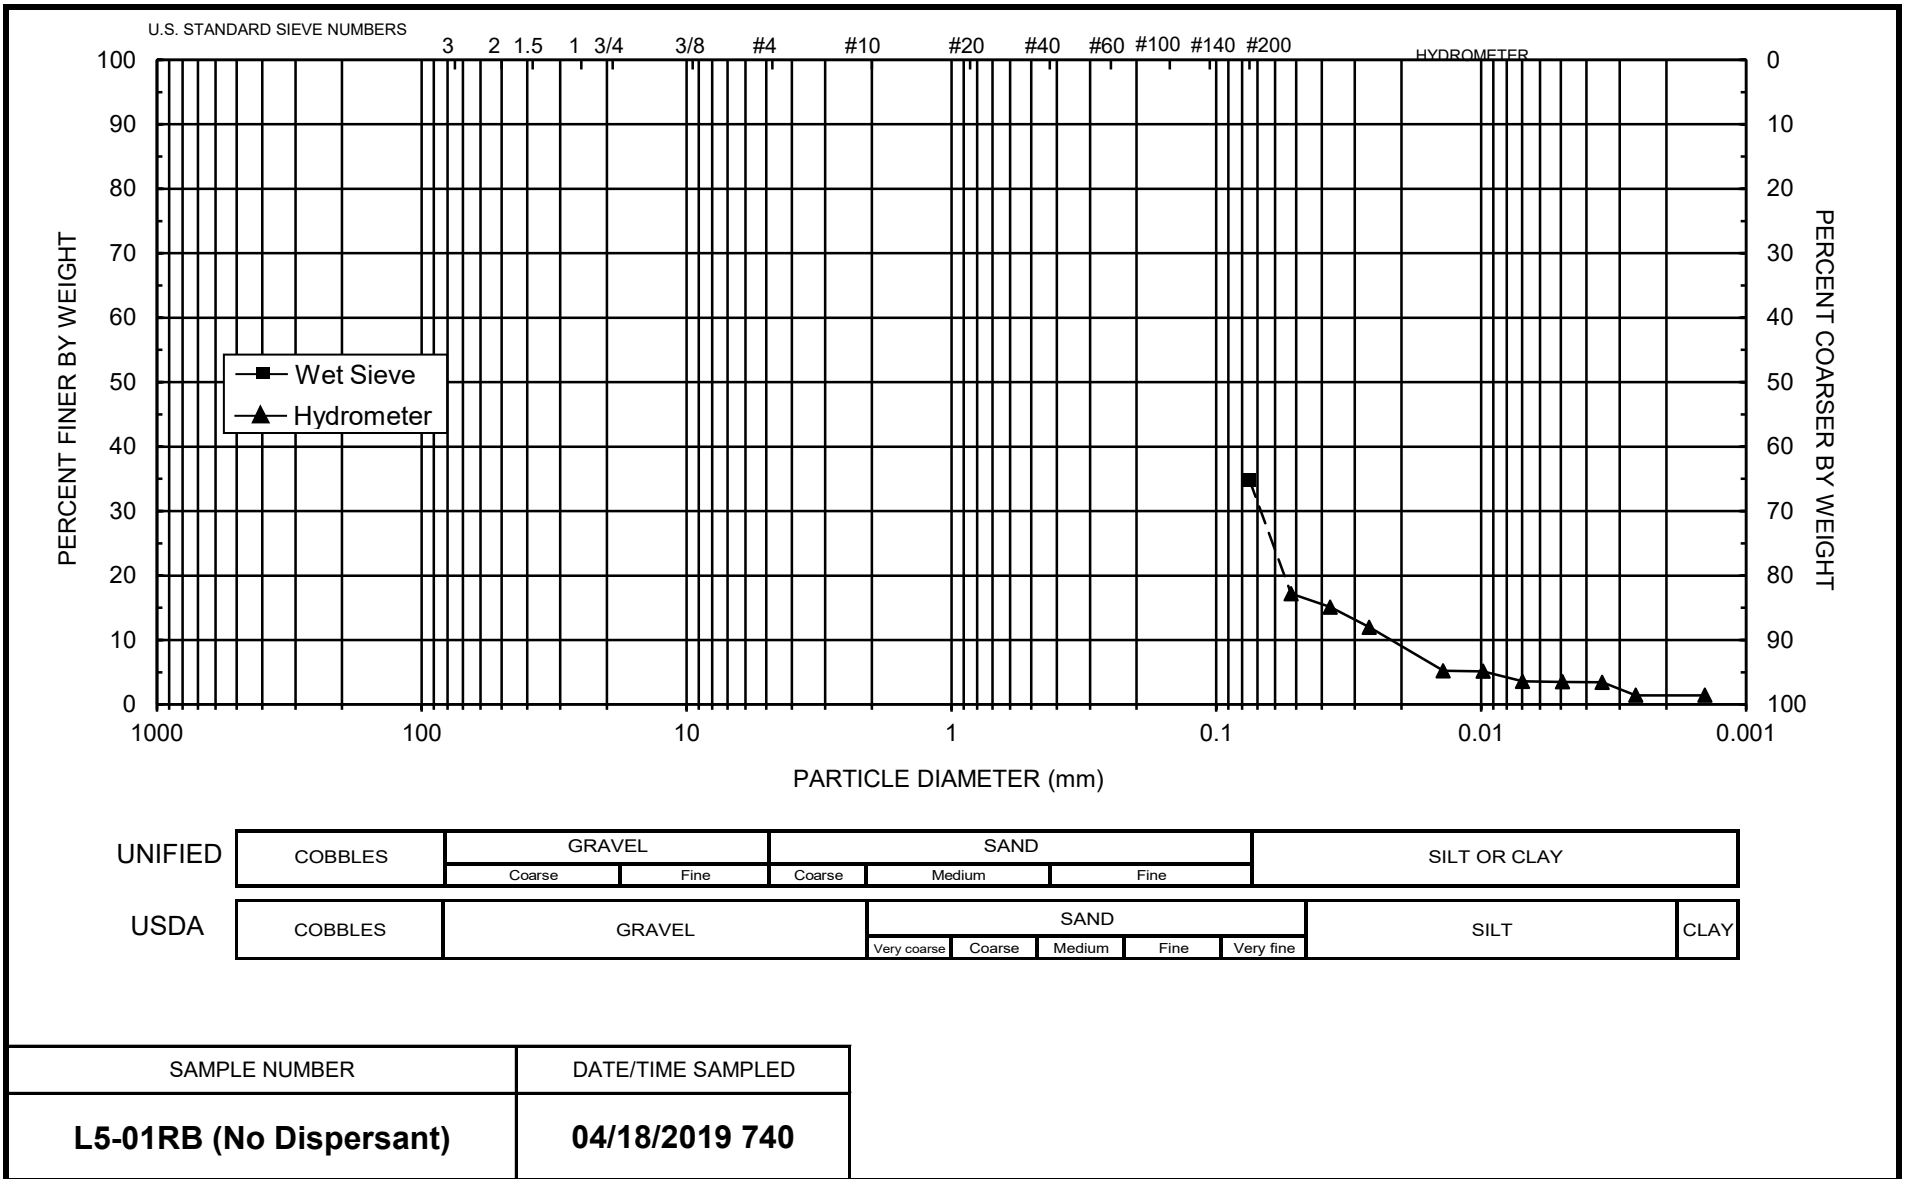 U.S. STANDARD SIEVE NUMBERS
3 2 1.5 1 3/4 3/8 #4 #10 #20 #40 #60 #100 #140 #200
HYDROMETER
100 0
90 10
80 20
70 30
60 40
50 50
40 60
30 70
20 80
10 90
0 100
PERCENT FINER BY WEIGHT
PERCENT COARSER BY WEIGHT
Wet Sieve
Hydrometer
1000 100 10 1 0.1 0.01 0.001
PARTICLE DIAMETER (mm)
UNIFIED
COBBLES GRAVEL SAND SILT OR CLAY
Coarse Fine Coarse Medium Fine
USDA
COBBLES GRAVEL SAND SILT CLAY
Very coarse Coarse Medium Fine Very fine
SAMPLE NUMBER DATE/TIME SAMPLED
L5-01RB (No Dispersant) 04/18/2019 740